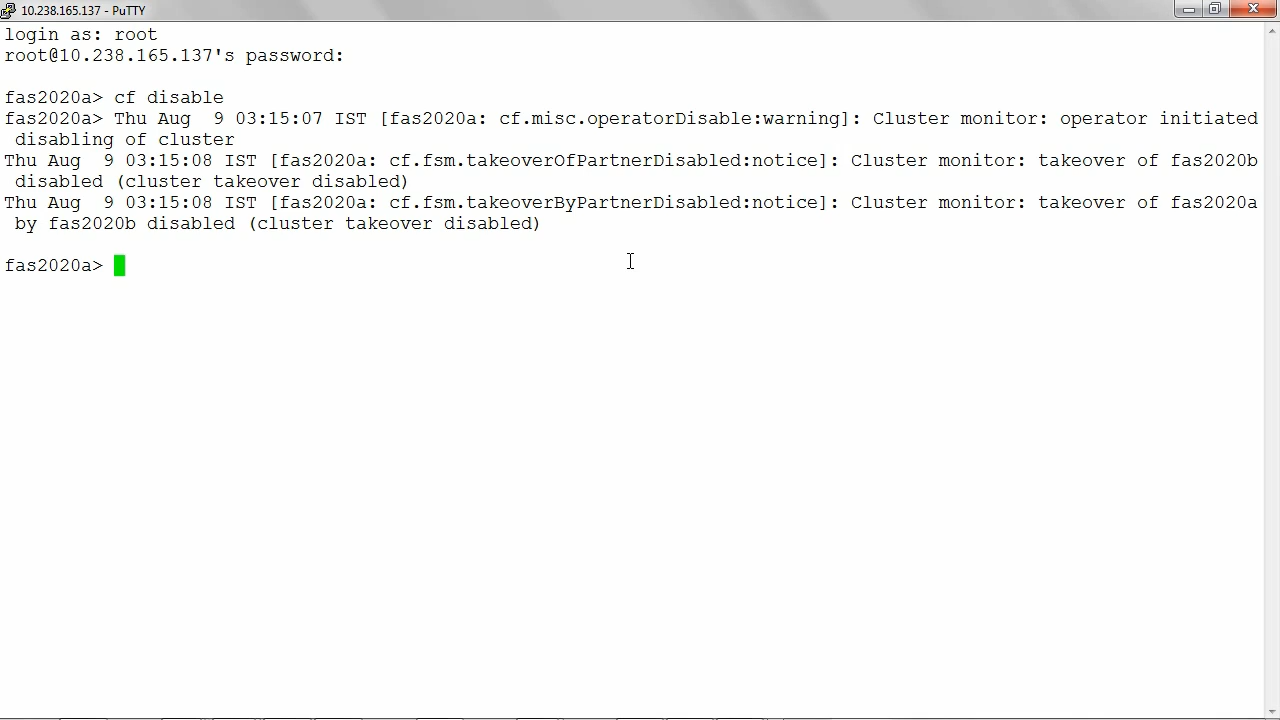 10.238.165.137 - PuTTY
login as: root
root@10.238.165.137's password:
fas2020a> cf disable
fas2020a> Thu Aug  9 03:15:07 IST [fas2020a: cf.misc.operatorDisable:warning]: Cluster monitor: operator initiated
 disabling of cluster
Thu Aug  9 03:15:08 IST [fas2020a: cf.fsm.takeoverOfPartnerDisabled:notice]: Cluster monitor: takeover of fas2020b
 disabled (cluster takeover disabled)
Thu Aug  9 03:15:08 IST [fas2020a: cf.fsm.takeoverByPartnerDisabled:notice]: Cluster monitor: takeover of fas2020a
 by fas2020b disabled (cluster takeover disabled)
fas2020a>